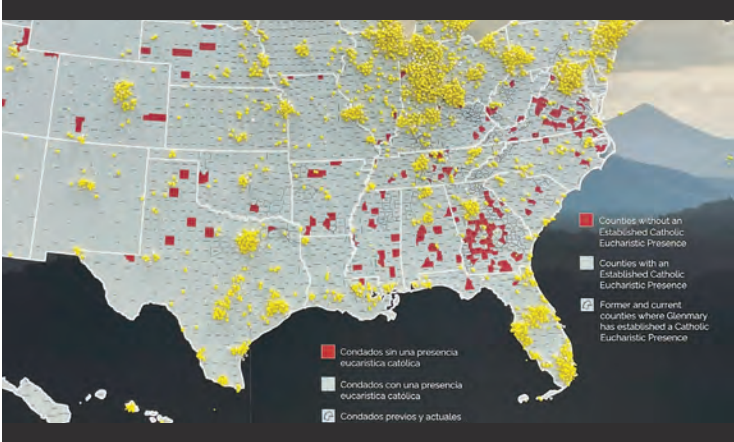 Counties without an
Established Catholic
Eucharistic Presence
Counties with an
Established Catholic
Eucharistic Presence
Former and current
counties where Glenmary
has established a Catholic
Eucharistic Presence
Condados sin una presencia
eucarística católica
Condados con una presencia
eucarística católica
Condados previos y actuales